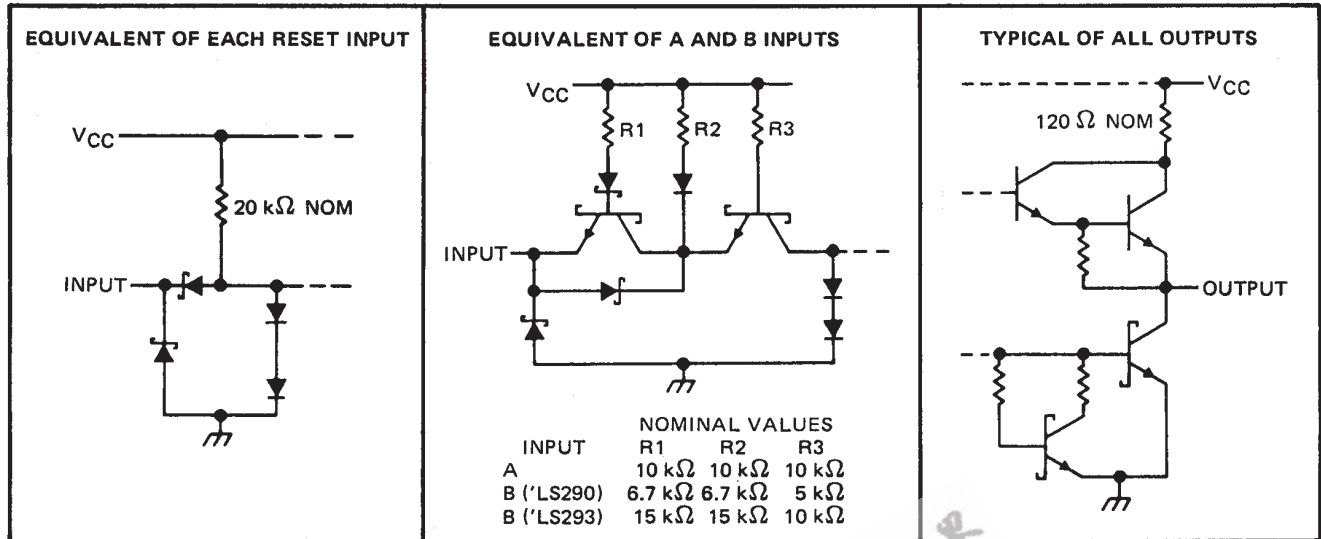 EQUIVALENT OF EACH RESET INPUT
VCC
20 kΩ NOM
INPUT
EQUIVALENT OF A AND B INPUTS
VCC
R1 R2 R3
INPUT
NOMINAL VALUES
INPUT R1 R2 R3
A 10 kΩ 10 kΩ 10 kΩ
B ('LS290) 6.7 kΩ 6.7 kΩ 5 kΩ
B ('LS293) 15 kΩ 15 kΩ 10 kΩ
TYPICAL OF ALL OUTPUTS
VCC
120 Ω NOM
OUTPUT